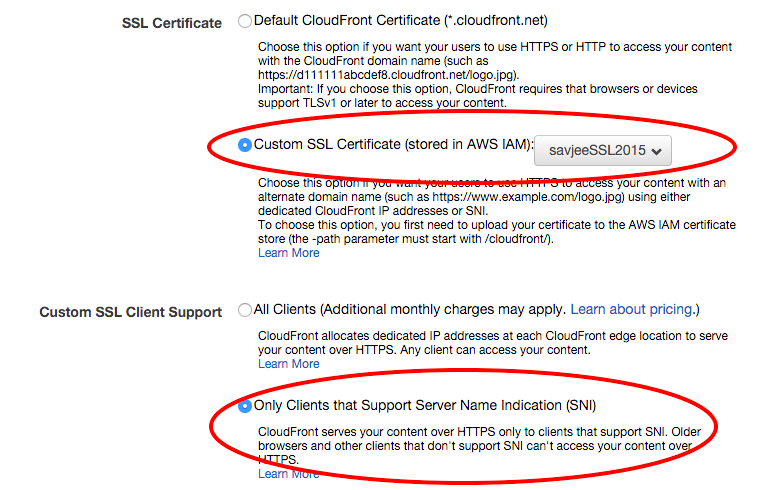 SSL Certificate
Default CloudFront Certificate (*.cloudfront.net)
Choose this option if you want your users to use HTTPS or HTTP to access your content
with the CloudFront domain name (such as
https://d111111abcdef8.cloudfront.net/logo.jpg).
Important: If you choose this option, CloudFront requires that browsers or devices
support TLSv1 or later to access your content.
Custom SSL Certificate (stored in AWS IAM):
savjeeSSL2015
Choose this option if you want your users to use HTTPS to access your content with an
alternate domain name (such as https://www.example.com/logo.jpg) using either
dedicated CloudFront IP addresses or SNI.
To choose this option, you first need to upload your certificate to the AWS IAM certificate
store (the -path parameter must start with /cloudfront/).
Learn More
Custom SSL Client Support
All Clients (Additional monthly charges may apply. Learn about pricing.)
CloudFront allocates dedicated IP addresses at each CloudFront edge location to serve
your content over HTTPS. Any client can access your content.
Learn More
Only Clients that Support Server Name Indication (SNI)
CloudFront serves your content over HTTPS only to clients that support SNI. Older
browsers and other clients that don't support SNI can't access your content over
HTTPS.
Learn More